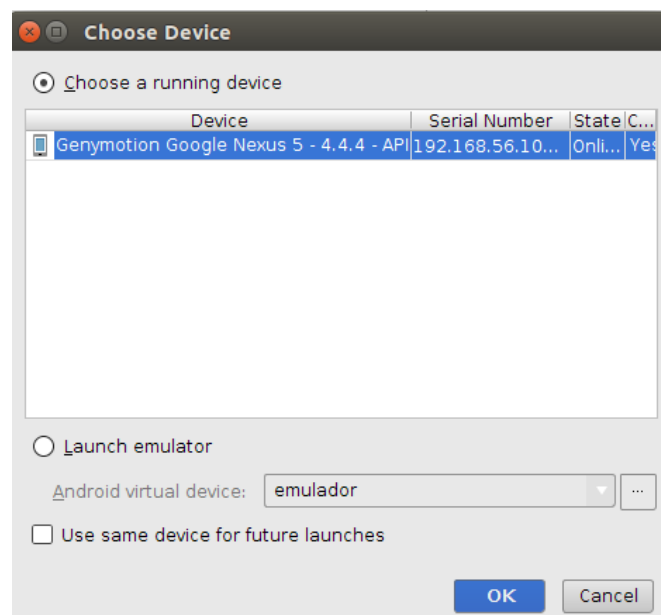 Choose Device
Choose a running device
Device Serial Number State C...
Genymotion Google Nexus 5 - 4.4.4 - API 192.168.56.10... Onli... Yes
Launch emulator
Android virtual device: emulador ...
Use same device for future launches
OK Cancel